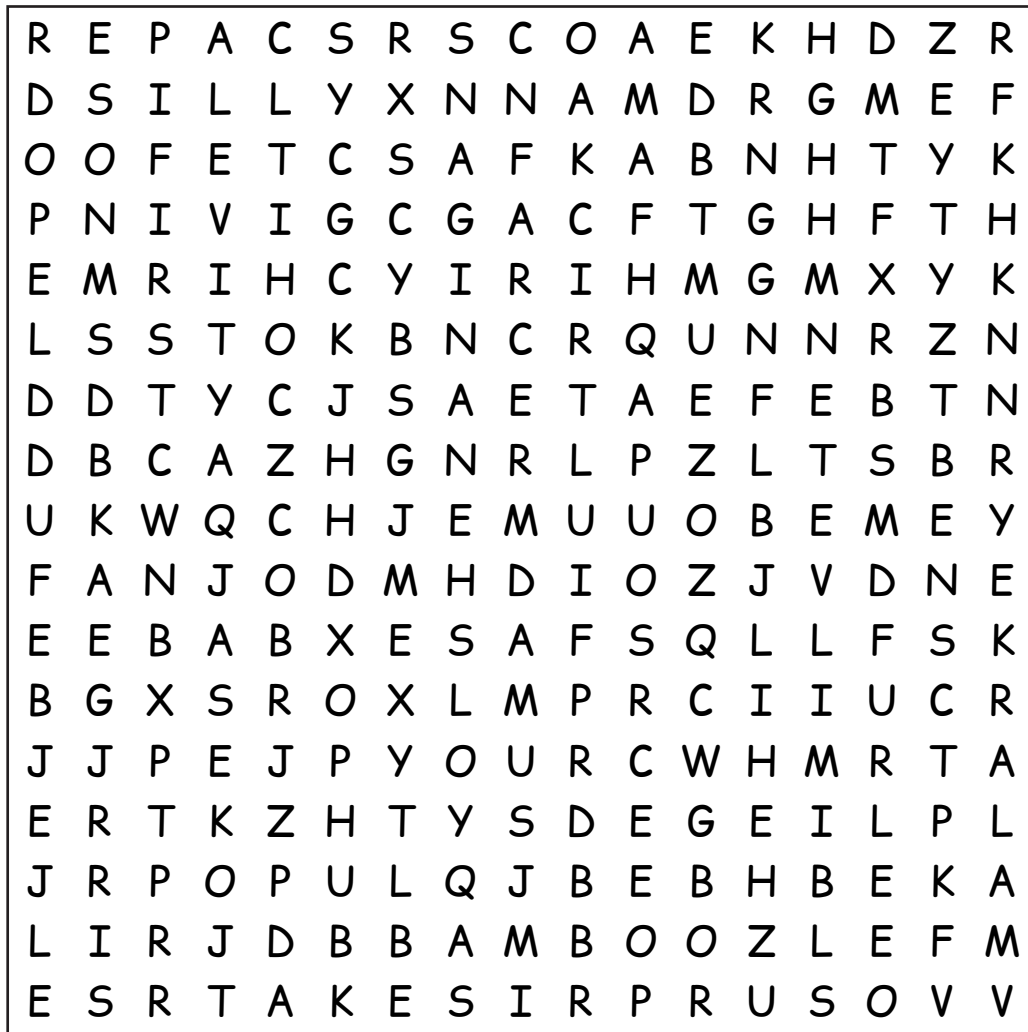 R E P A C S R S C O A E K H D Z R
D S I L L Y X N N A M D R G M E F
O O F E T C S A F K A B N H T Y K
P N I V I G C G A C F T G H F T H
E M R I H C Y I R I H M G M X Y K
L S S T O K B N C R Q U N N R Z N
D D T Y C J S A E T A E F E B T N
D B C A Z H G N R L P Z L T S B R
U K W Q C H J E M U U O B E M E Y
F A N J O D M H D I O Z J V D N E
E E B A B X E S A F S Q L L F S K
B G X S R O X L M P R C I I U C R
J J P E J P Y O U R C W H M R T A
E R T K Z H T Y S D E G E I L P L
J R P O P U L Q J B E B H B E K A
L I R J D B B A M B O O Z L E F M
E S R T A K E S I R P R U S O V V